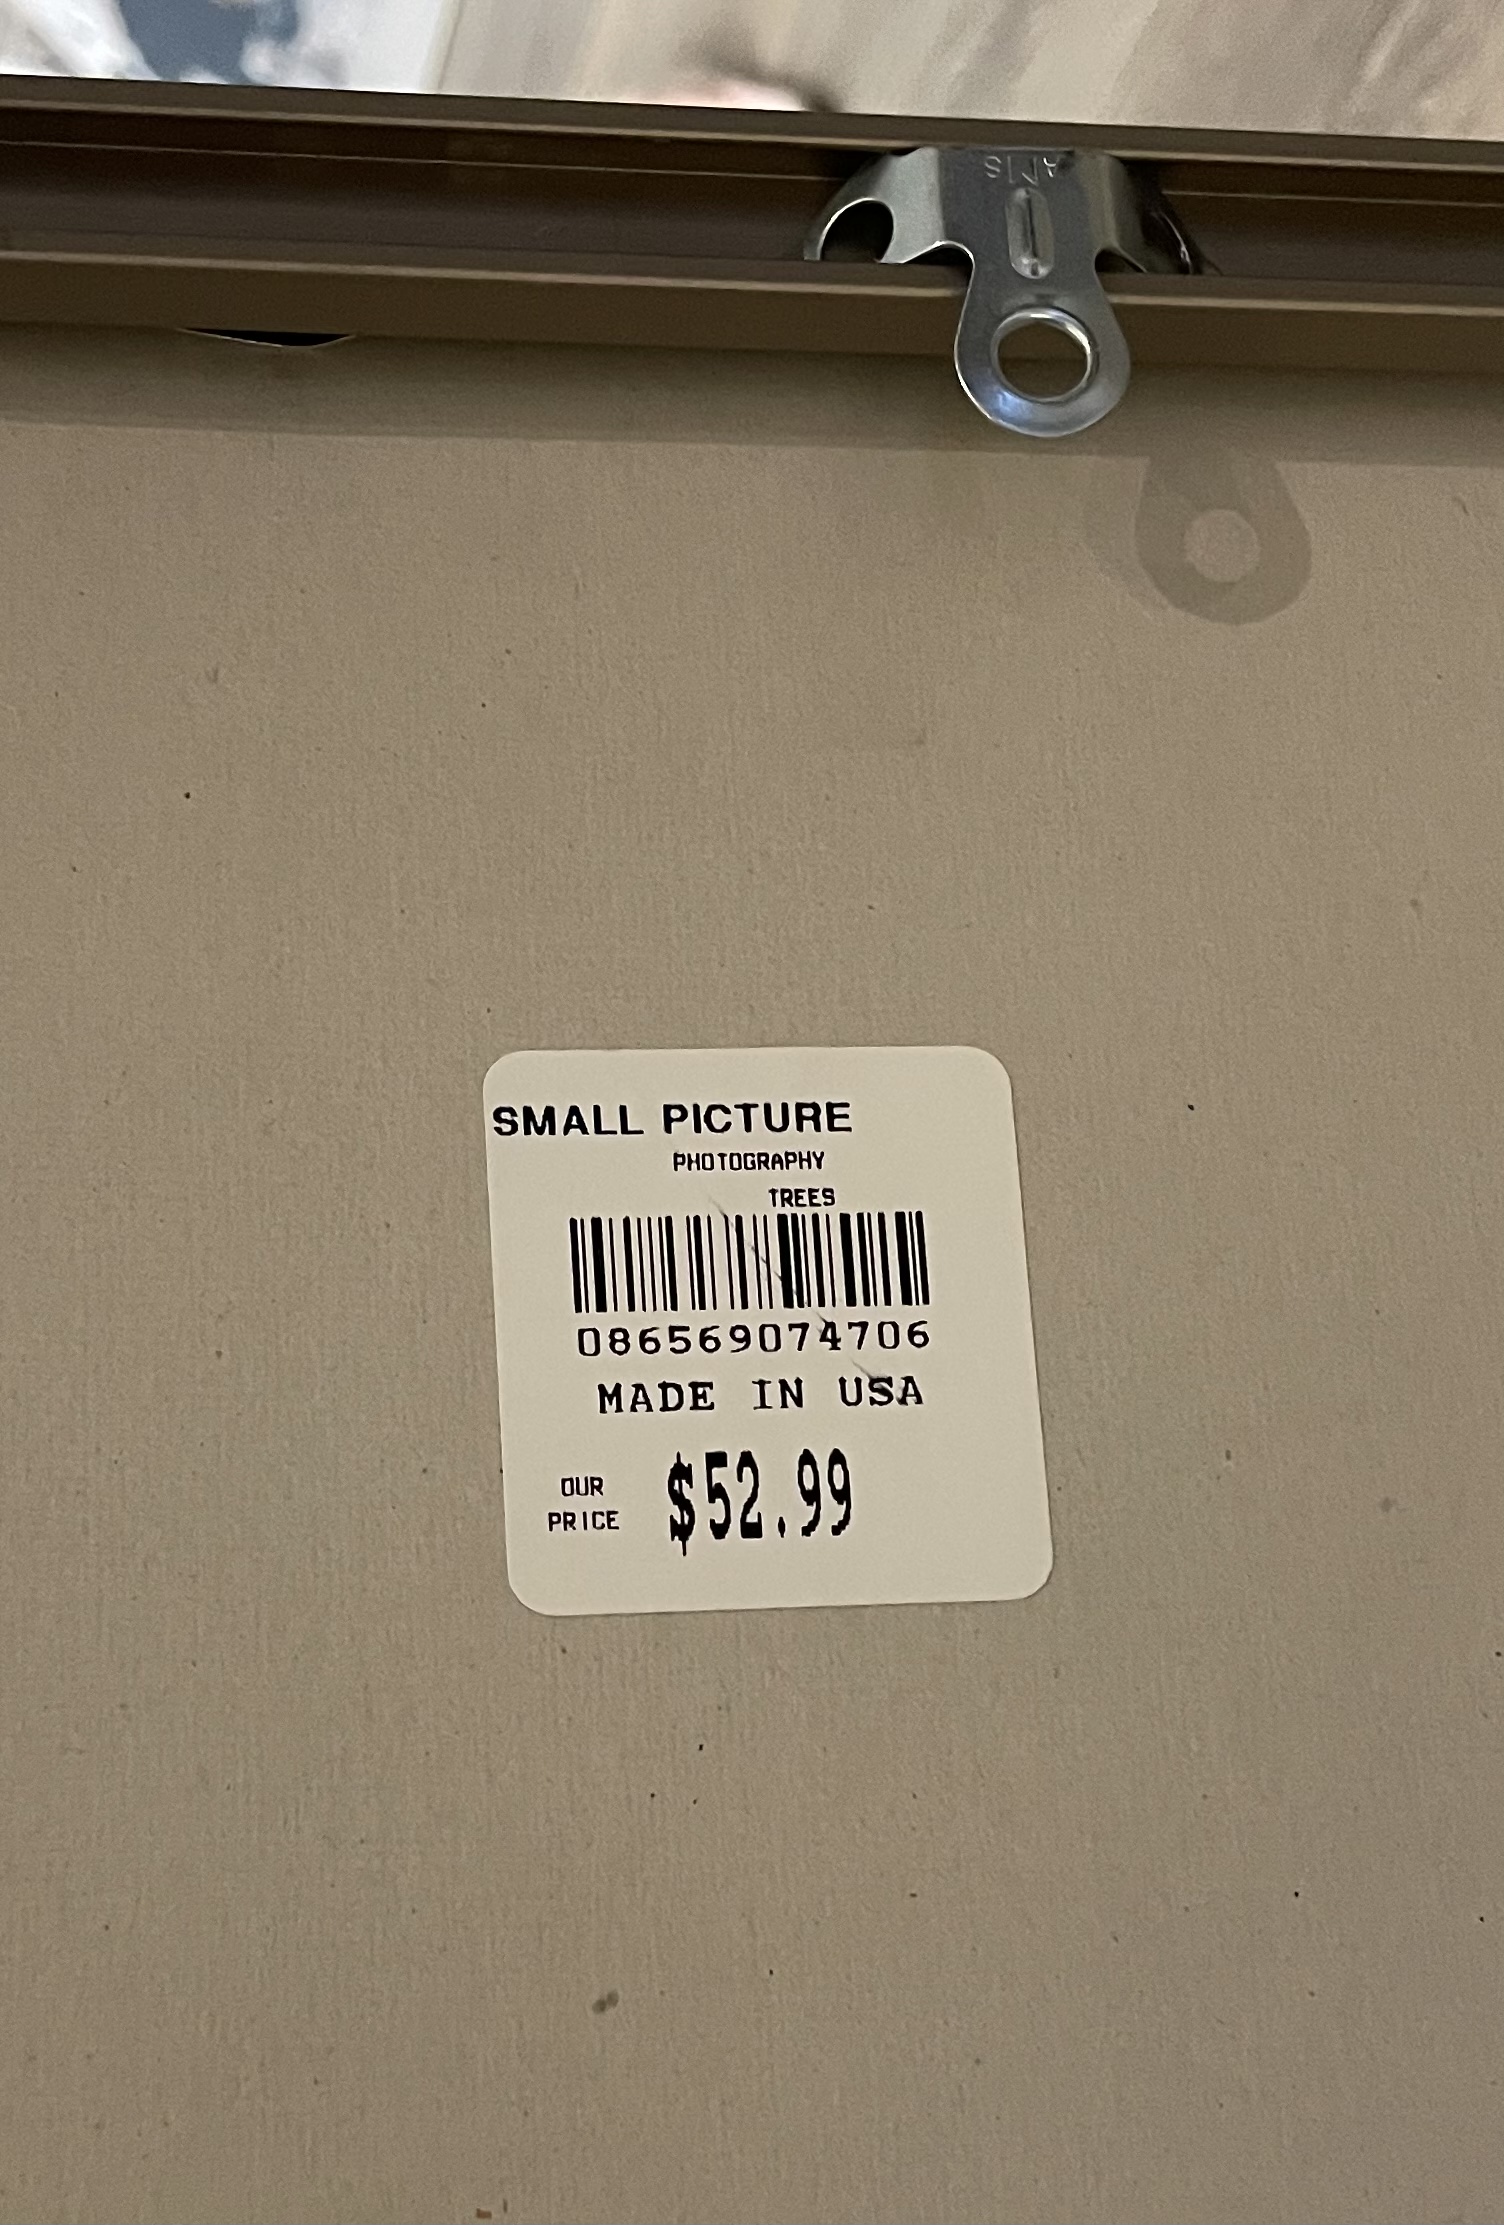 SMALL PICTURE
PHOTOGRAPHY
TREES
086569074706
MADE IN USA
OUR
PRICE $52.99